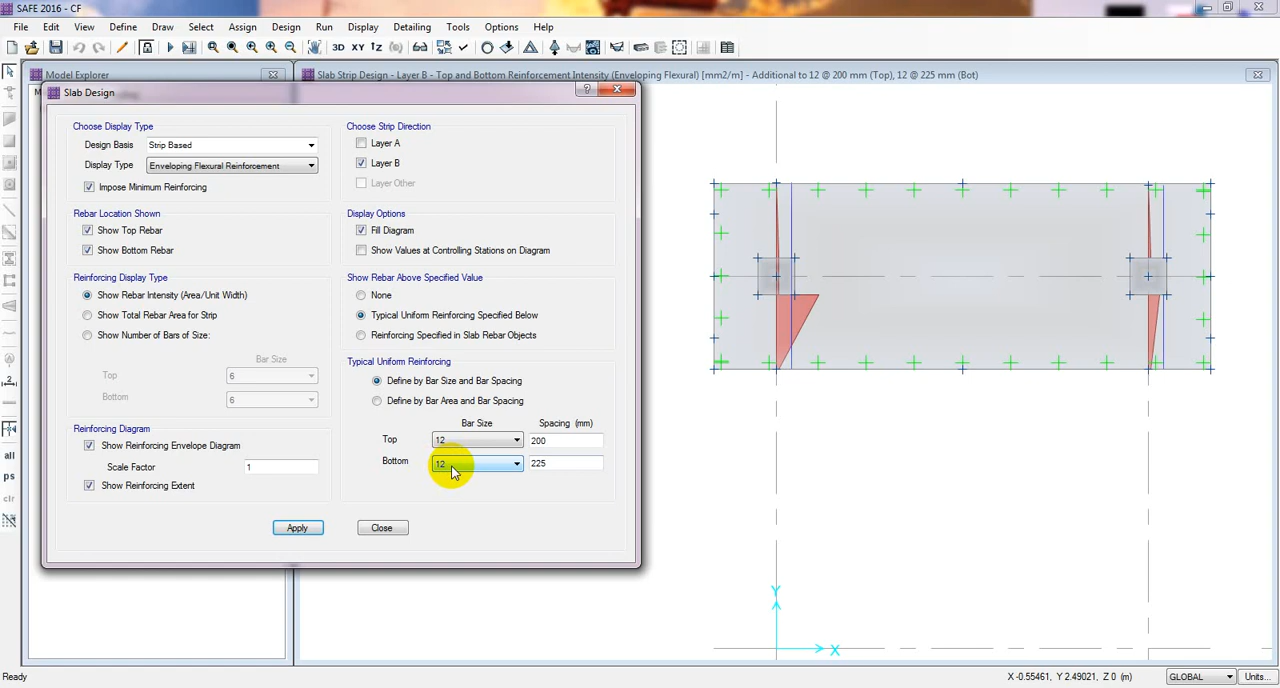 SAFE 2016 - CF
File Edit View Define Draw Select Assign Design Run Display Detailing Tools Options Help
3D XY
Model Explorer
Slab Strip Design - Layer B - Top and Bottom Reinforcement Intensity (Enveloping Flexural) [mm2/m] - Additional to 12 @ 200 mm (Top), 12 @ 225 mm (Bot)
Slab Design
Choose Display Type
Design Basis Strip Based
Display Type Enveloping Flexural Reinforcement
Impose Minimum Reinforcing
Rebar Location Shown
Show Top Rebar
Show Bottom Rebar
Reinforcing Display Type
Show Rebar Intensity (Area/Unit Width)
Show Total Rebar Area for Strip
Show Number of Bars of Size:
Bar Size
Top 6
Bottom 6
Reinforcing Diagram
Show Reinforcing Envelope Diagram
Scale Factor 1
Show Reinforcing Extent
Choose Strip Direction
Layer A
Layer B
Layer Other
Display Options
Fill Diagram
Show Values at Controlling Stations on Diagram
Show Rebar Above Specified Value
None
Typical Uniform Reinforcing Specified Below
Reinforcing Specified in Slab Rebar Objects
Typical Uniform Reinforcing
Define by Bar Size and Bar Spacing
Define by Bar Area and Bar Spacing
Bar Size Spacing (mm)
Top 12 200
Bottom 12 225
Apply Close
all
ps
clr
Y
X
Ready
X -0.55461, Y 2.49021, Z 0 (m)
GLOBAL
Units...